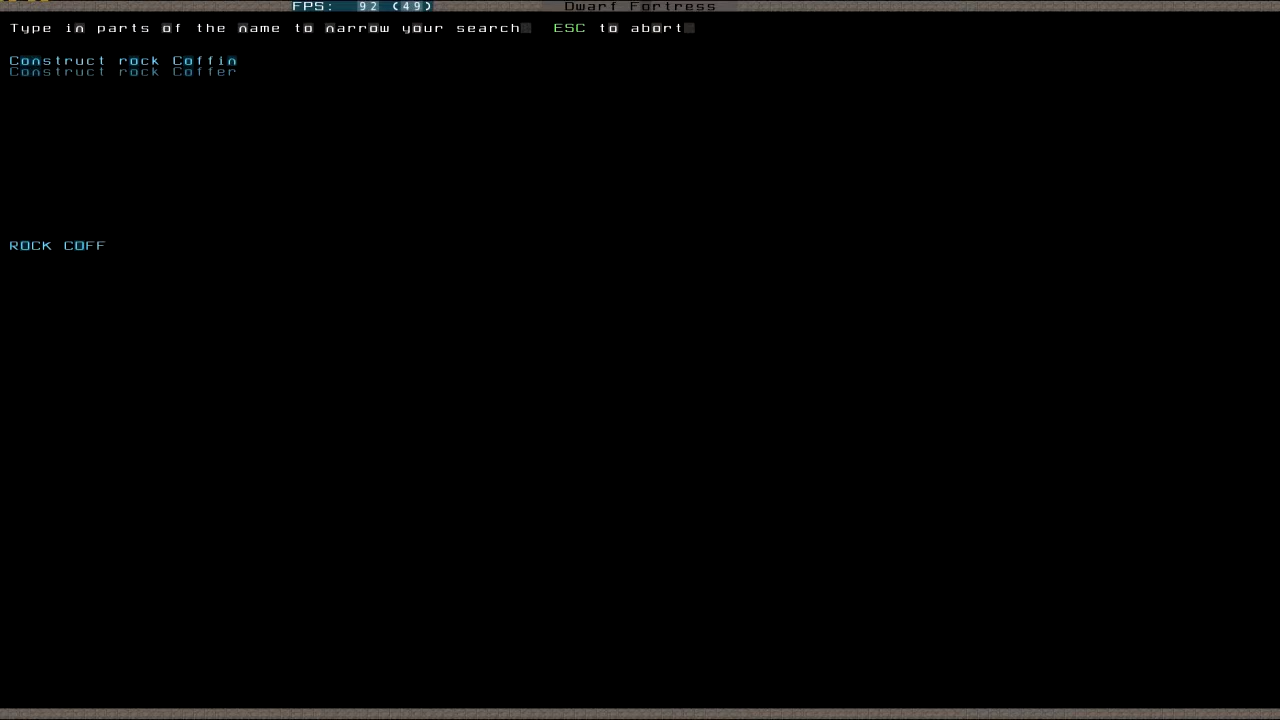 FPS: 92 (49) Dwarf Fortress
Type in parts of the name to narrow your search  ESC to abort
Construct rock Coffin
Construct rock Coffer
ROCK COFF